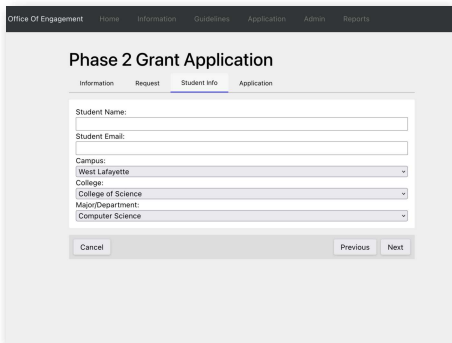 Office Of Engagement Home Information Guidelines Application Admin Reports
Phase 2 Grant Application
Information Request Student Info Application
Student Name:
Student Email:
Campus:
West Lafayette
College:
College of Science
Major/Department:
Computer Science
Cancel Previous Next